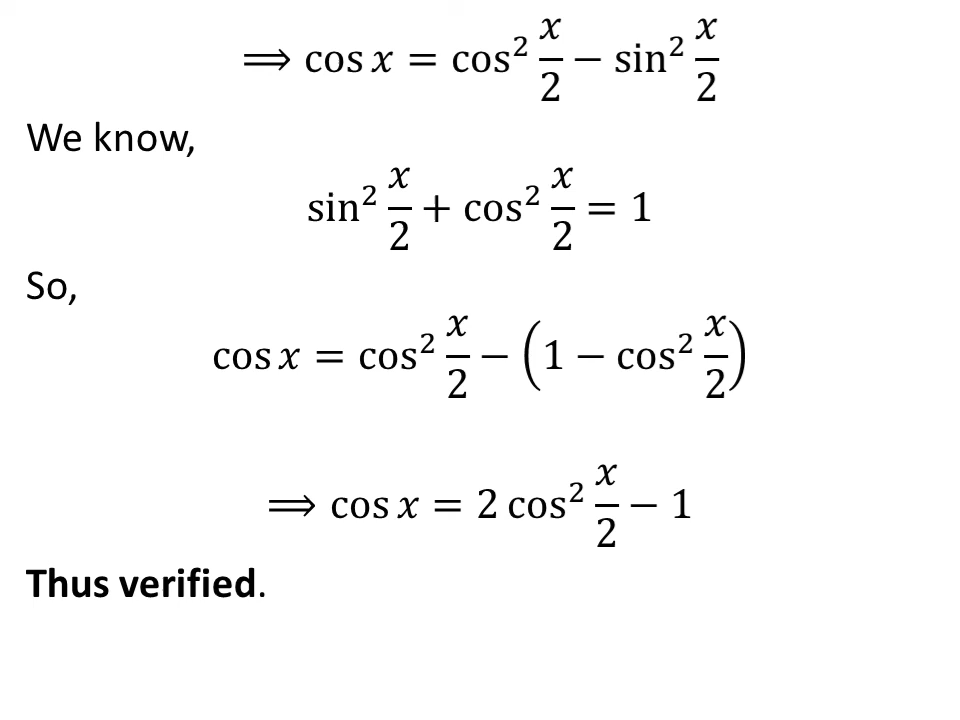 ⟹ cos 𝑥 = cos² 𝑥/2 − sin² 𝑥/2
We know,
sin² 𝑥/2 + cos² 𝑥/2 = 1
So,
cos 𝑥 = cos² 𝑥/2 − (1 − cos² 𝑥/2)
⟹ cos 𝑥 = 2 cos² 𝑥/2 − 1
Thus verified.